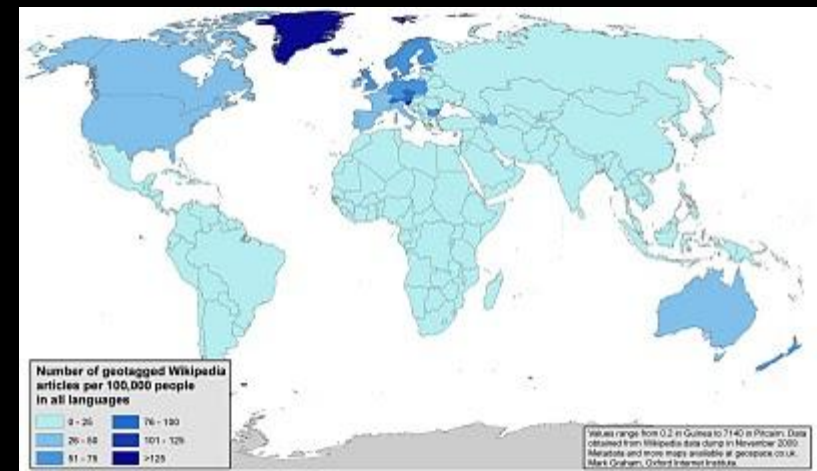 Number of geotagged Wikipedia
articles per 100,000 people
in all languages
0 - 25
26 - 50
51 - 75
76 - 100
101 - 125
>125
Values range from 0.2 in Guinea to 7140 in Pitcairn. Data
obtained from Wikipedia data dump in November 2009.
Metadata and more maps available at geospace.co.uk.
Mark Graham, Oxford Internet Institute.